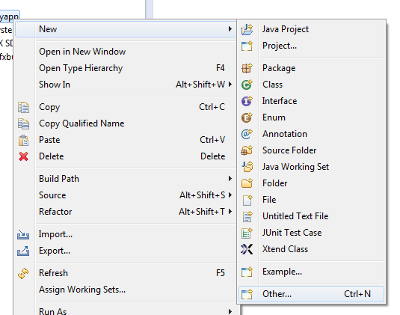 yapp
New
Open in New Window
Open Type Hierarchy F4
Show In Alt+Shift+W
Copy Ctrl+C
Copy Qualified Name
Paste Ctrl+V
Delete Delete
Build Path
Source Alt+Shift+S
Refactor Alt+Shift+T
Import...
Export...
Refresh F5
Assign Working Sets...
Run As
Java Project
Project...
Package
Class
Interface
Enum
Annotation
Source Folder
Java Working Set
Folder
File
Untitled Text File
JUnit Test Case
Xtend Class
Example...
Other... Ctrl+N